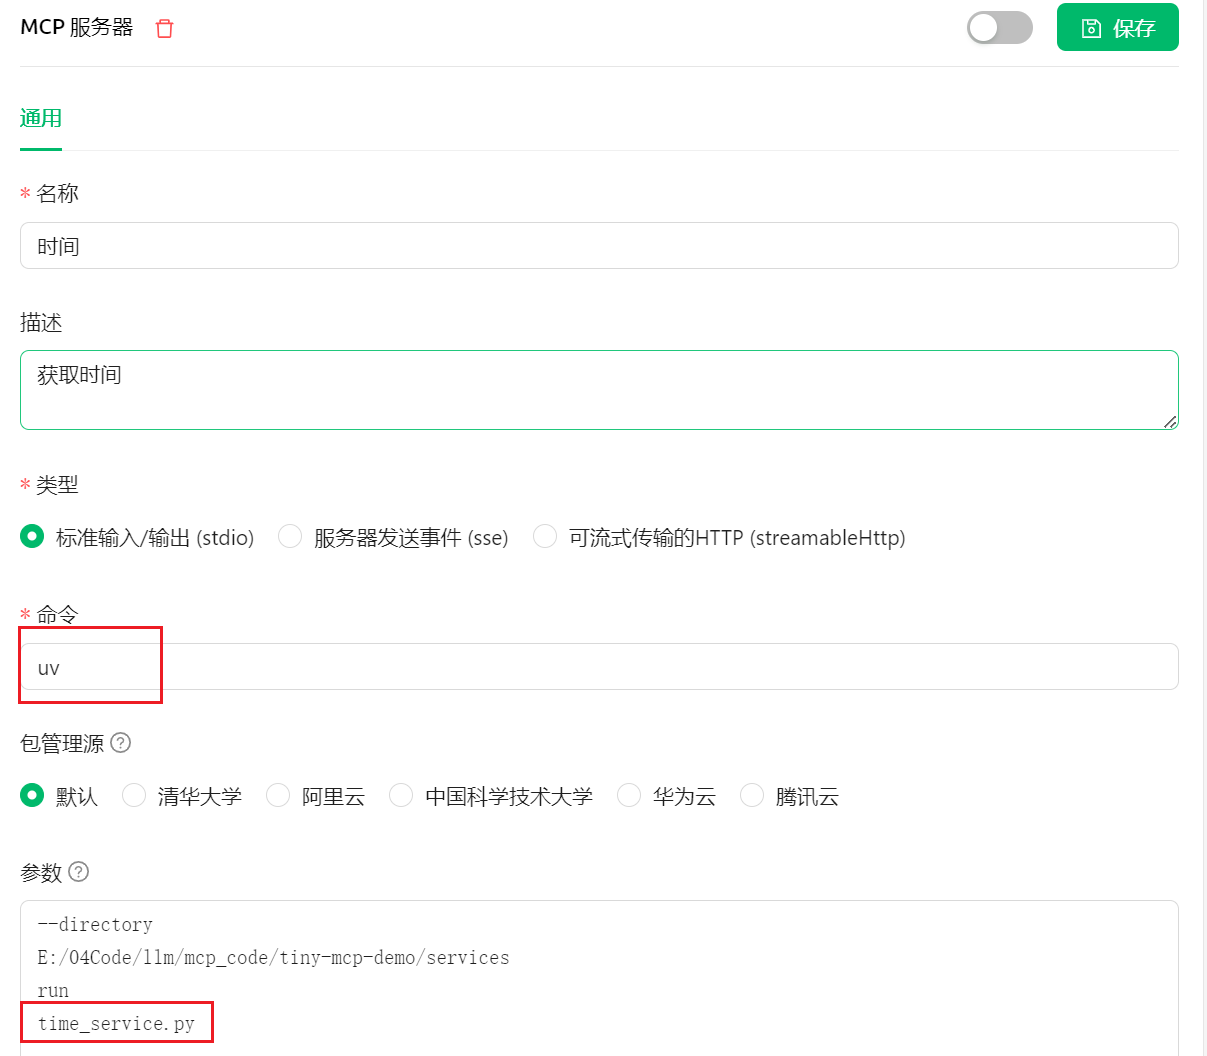 MCP 服务器
保存
通用
* 名称
时间
描述
获取时间
* 类型
标准输入/输出 (stdio) 服务器发送事件 (sse) 可流式传输的HTTP (streamableHttp)
* 命令
uv
包管理源 ?
默认 清华大学 阿里云 中国科学技术大学 华为云 腾讯云
参数 ?
--directory
E:/04Code/llm/mcp_code/tiny-mcp-demo/services
run
time_service.py